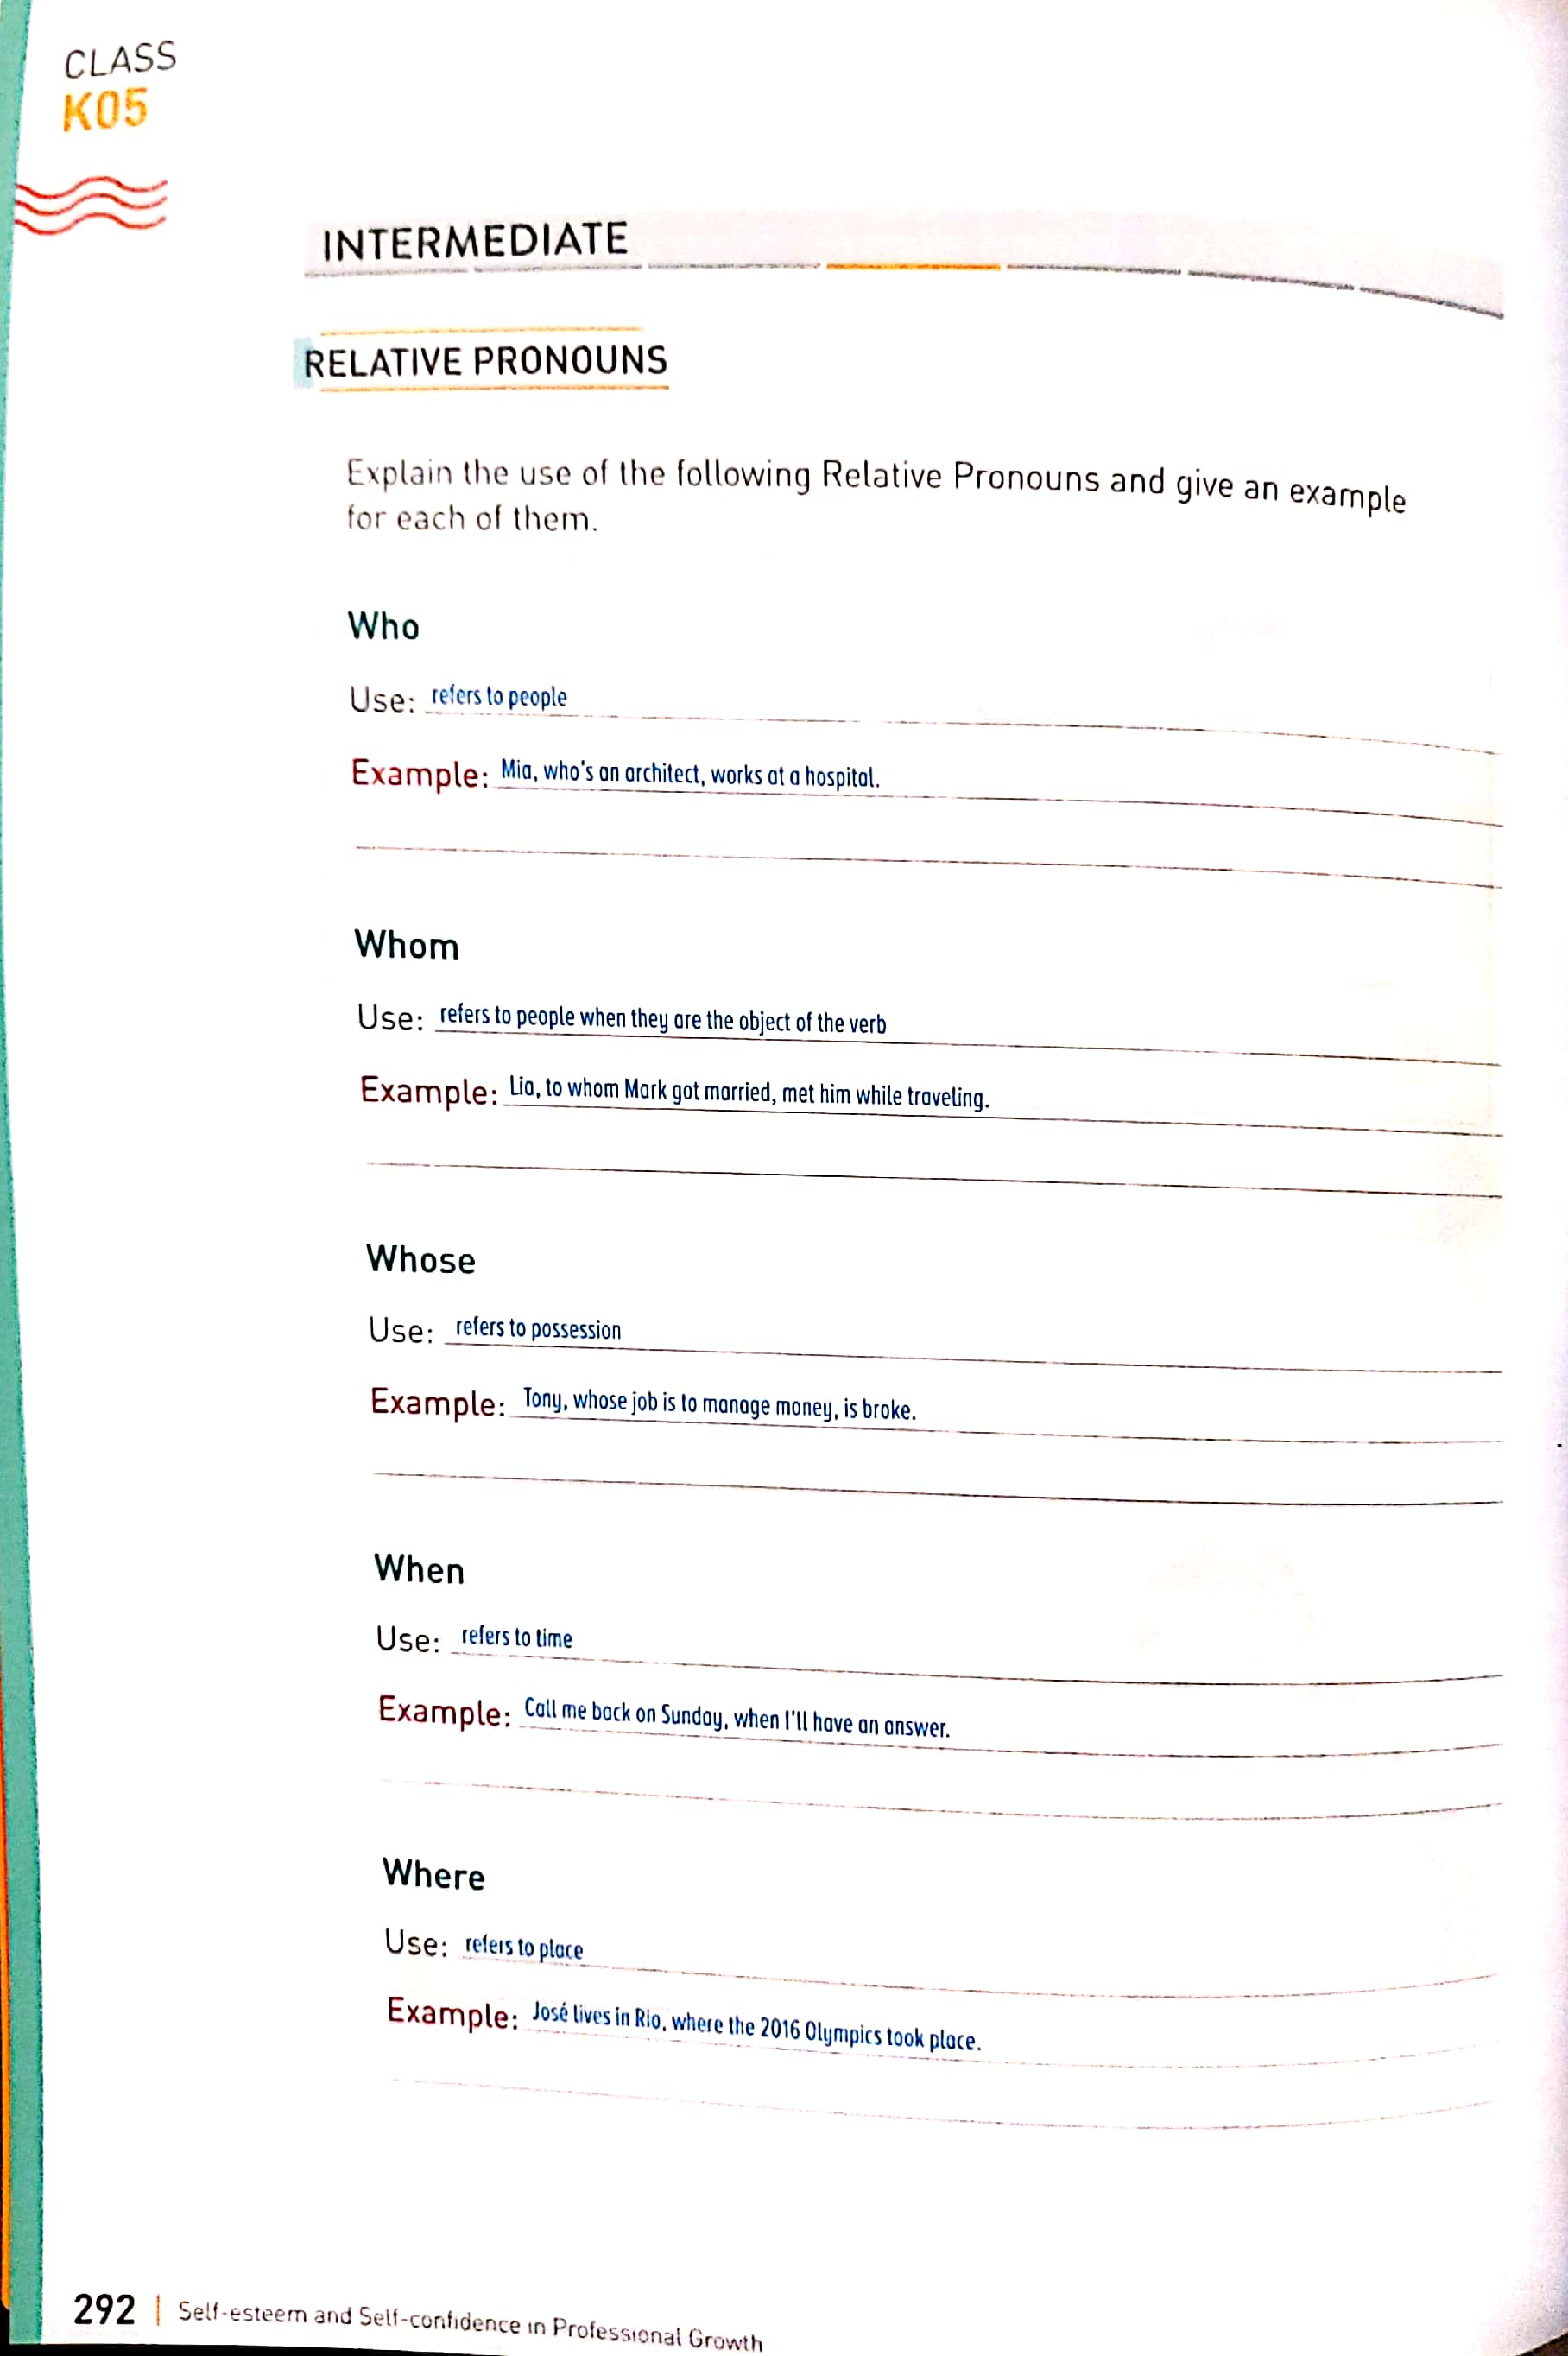 CLASS
K05
INTERMEDIATE
RELATIVE PRONOUNS
Explain the use of the following Relative Pronouns and give an example
for each of them.
Who
Use: refers to people
Example: Mia, who's an architect, works at a hospital.
Whom
Use: refers to people when they are the object of the verb
Example: Lia, to whom Mark got married, met him while traveling.
Whose
Use: refers to possession
Example: Tony, whose job is to manage money, is broke.
When
Use: refers to time
Example: Call me back on Sunday, when I'll have an answer.
Where
Use: refers to place
Example: José lives in Rio, where the 2016 Olympics took place.
292 | Self-esteem and Self-confidence in Professional Growth